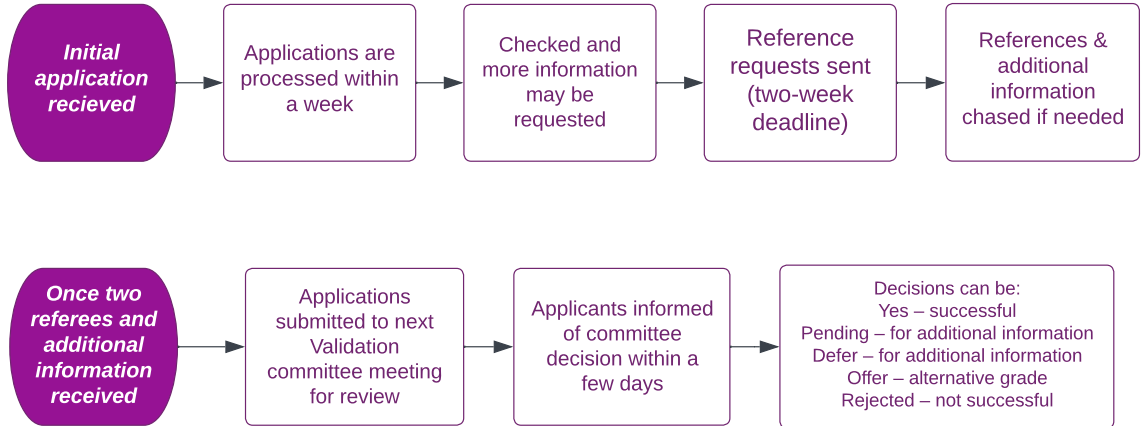 Initial
application
recieved
Applications are
processed within
a week
Checked and
more information
may be
requested
Reference
requests sent
(two-week
deadline)
References &
additional
information
chased if needed
Once two
referees and
additional
information
received
Applications
submitted to next
Validation
committee meeting
for review
Applicants informed
of committee
decision within a
few days
Decisions can be:
Yes – successful
Pending – for additional information
Defer – for additional information
Offer – alternative grade
Rejected – not successful